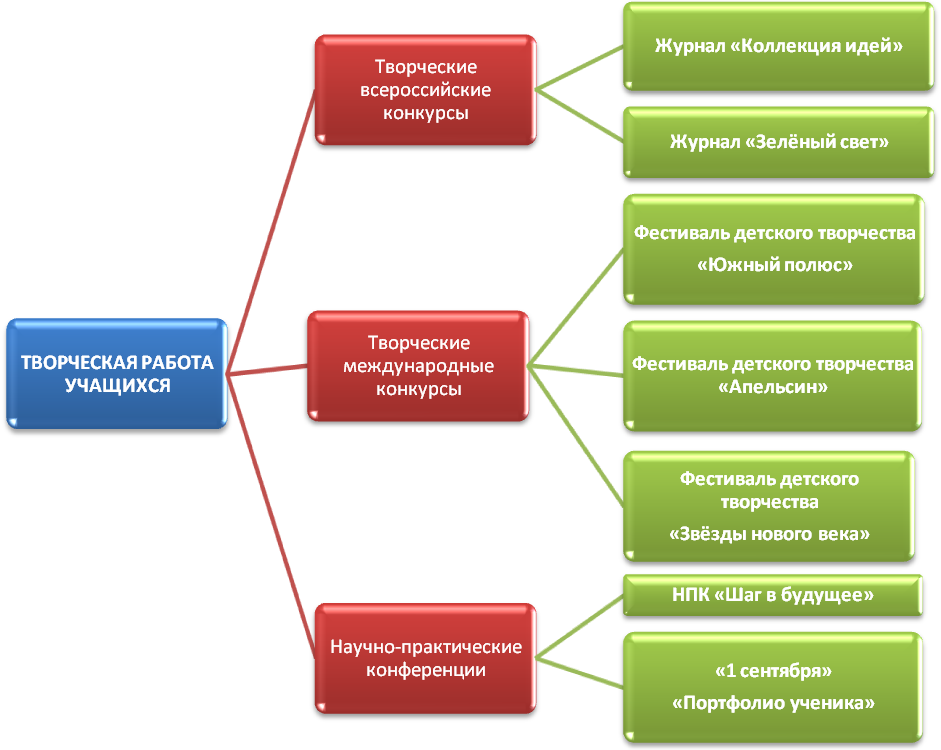 Творческие
всероссийские
конкурсы
Журнал «Коллекция идей»
Журнал «Зелёный свет»
ТВОРЧЕСКАЯ РАБОТА
УЧАЩИХСЯ
Творческие
международные
конкурсы
Фестиваль детского творчества
«Южный полюс»
Фестиваль детского творчества
«Апельсин»
Фестиваль детского
творчества
«Звёзды нового века»
Научно-практические
конференции
НПК «Шаг в будущее»
«1 сентября»
«Портфолио ученика»